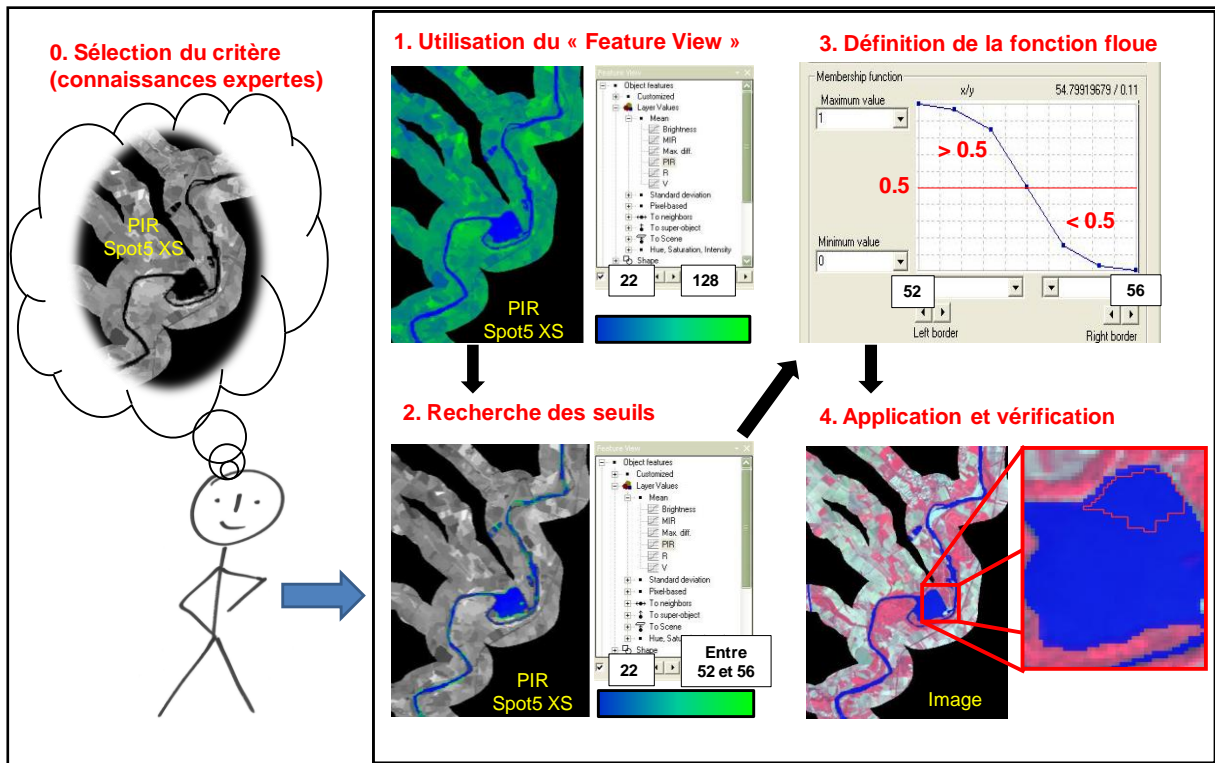 0. Sélection du critère
(connaissances expertes)
PIR
Spot5 XS
1. Utilisation du « Feature View »
PIR
Spot5 XS
Feature View
Object features
Customized
Layer Values
Mean
Brightness
MIR
Max. diff.
PIR
R
V
Standard deviation
Pixel-based
To neighbors
To super-object
To Scene
Hue, Saturation, Intensity
Shape
22
128
2. Recherche des seuils
PIR
Spot5 XS
Feature View
Object features
Customized
Layer Values
Mean
Brightness
MIR
Max. diff.
PIR
R
V
Standard deviation
Pixel-based
To neighbors
To super-object
To Scene
Hue, Satu
Shape
22
Entre
52 et 56
3. Définition de la fonction floue
Membership function
x/y
54.79919679 / 0.11
Maximum value
1
> 0.5
0.5
< 0.5
Minimum value
0
52
56
Left border
Right border
4. Application et vérification
Image